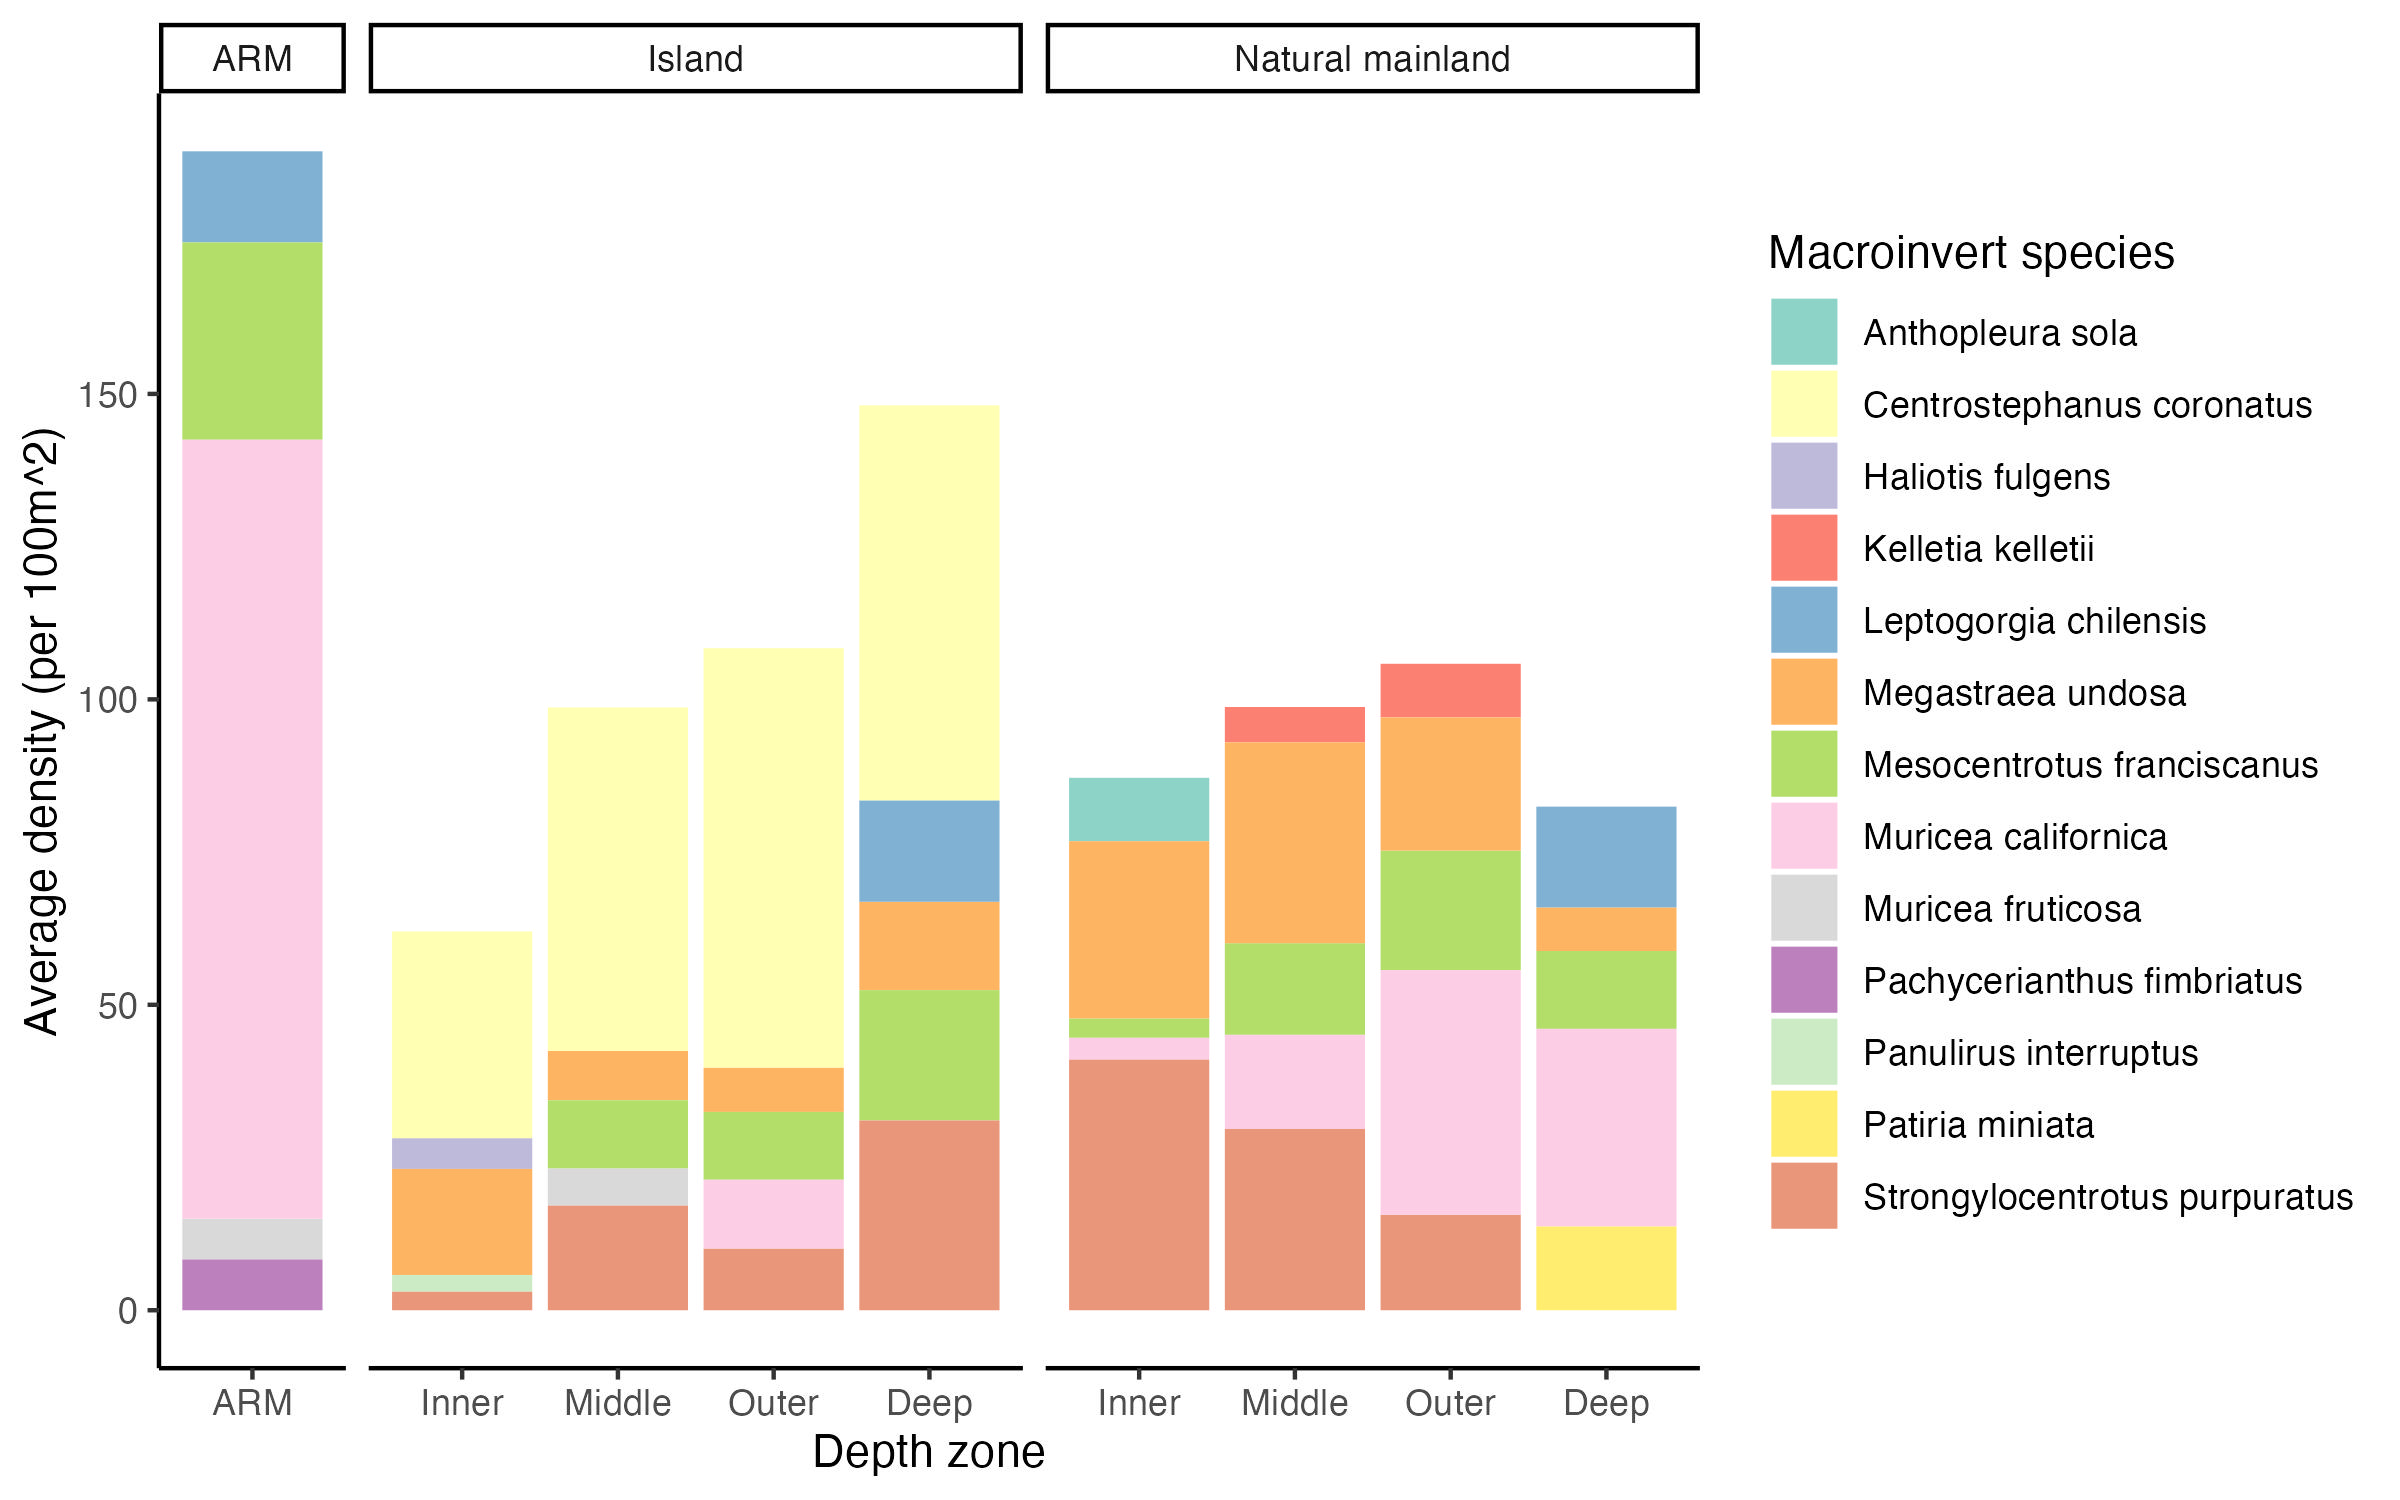 ARM
Island
Natural mainland
Average density (per 100m^2)
150
100
50
0
ARM
Inner
Middle
Outer
Deep
Inner
Middle
Outer
Deep
Depth zone
Macroinvert species
Anthopleura sola
Centrostephanus coronatus
Haliotis fulgens
Kelletia kelletii
Leptogorgia chilensis
Megastraea undosa
Mesocentrotus franciscanus
Muricea californica
Muricea fruticosa
Pachycerianthus fimbriatus
Panulirus interruptus
Patiria miniata
Strongylocentrotus purpuratus